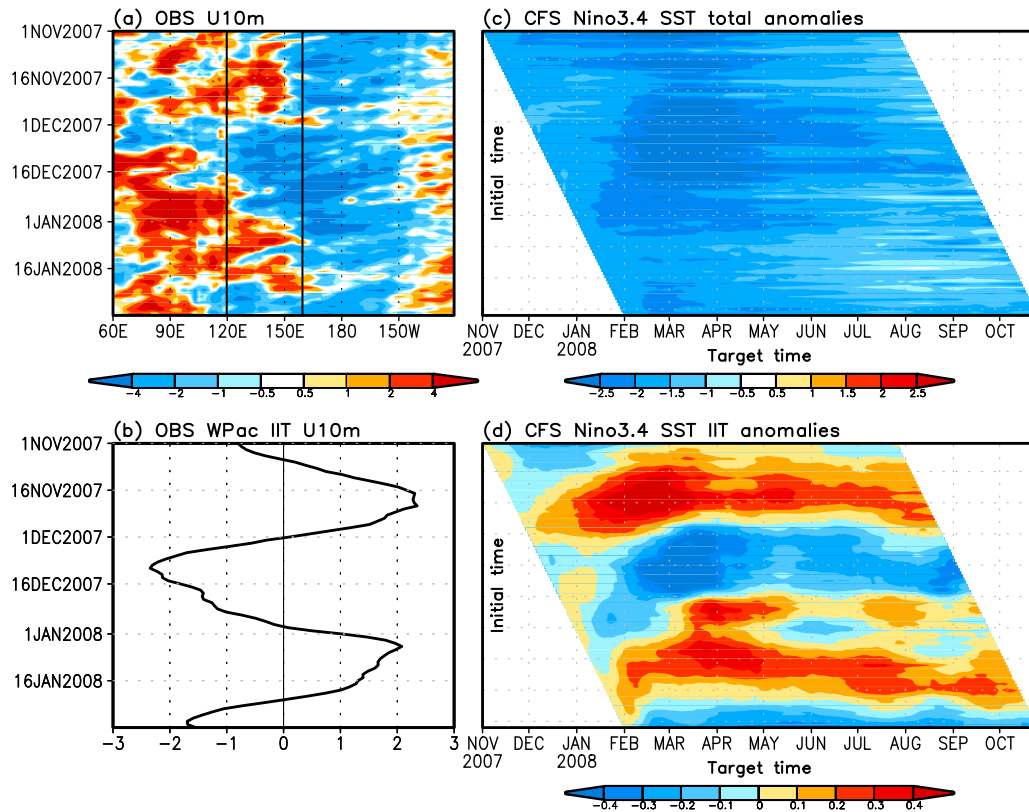 (a) OBS U10m
1NOV2007
16NOV2007
1DEC2007
16DEC2007
1JAN2008
16JAN2008
60E 90E 120E 150E 180 150W
-4 -2 -1 -0.5 0.5 1 2 4
(c) CFS Nino3.4 SST total anomalies
Initial time
NOV DEC JAN FEB MAR APR MAY JUN JUL AUG SEP OCT
2007 2008
Target time
-2.5 -2 -1.5 -1 -0.5 0.5 1 1.5 2 2.5
(b) OBS WPac IIT U10m
1NOV2007
16NOV2007
1DEC2007
16DEC2007
1JAN2008
16JAN2008
-3 -2 -1 0 1 2 3
(d) CFS Nino3.4 SST IIT anomalies
Initial time
NOV DEC JAN FEB MAR APR MAY JUN JUL AUG SEP OCT
2007 2008
Target time
-0.4 -0.3 -0.2 -0.1 0 0.1 0.2 0.3 0.4